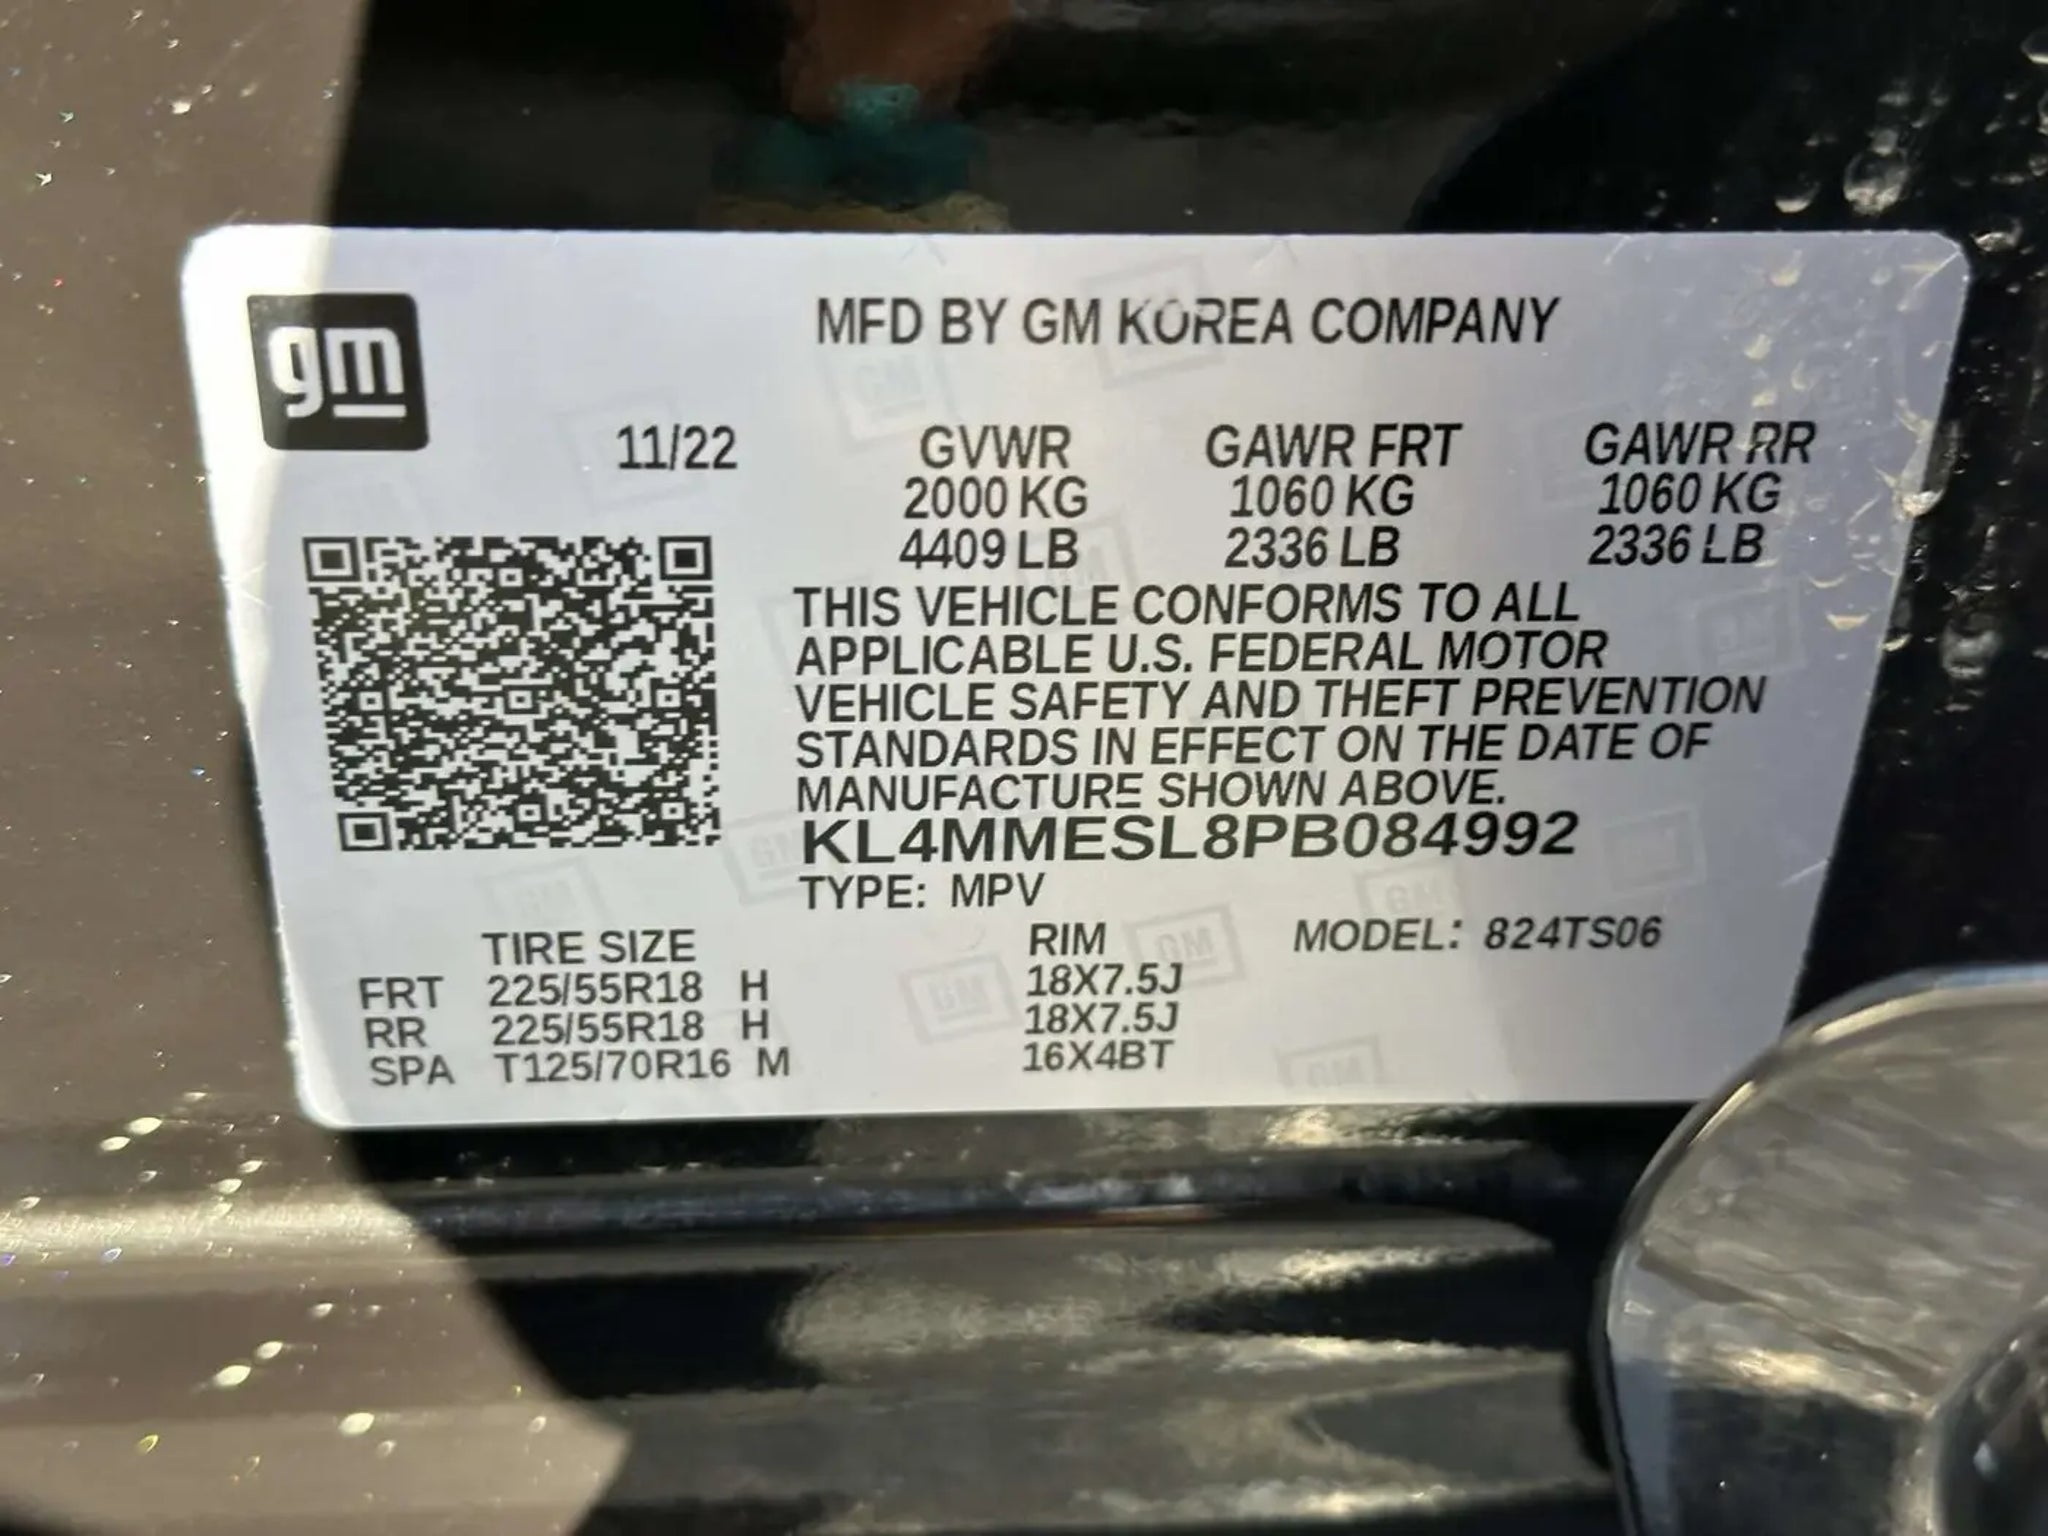 gm
MFD BY GM KOREA COMPANY
11/22 GVWR GAWR FRT GAWR RR
2000 KG 1060 KG 1060 KG
4409 LB 2336 LB 2336 LB
THIS VEHICLE CONFORMS TO ALL
APPLICABLE U.S. FEDERAL MOTOR
VEHICLE SAFETY AND THEFT PREVENTION
STANDARDS IN EFFECT ON THE DATE OF
MANUFACTURE SHOWN ABOVE.
KL4MMESL8PB084992
TYPE: MPV
TIRE SIZE RIM MODEL: 824TS06
FRT 225/55R18 H 18X7.5J
RR 225/55R18 H 18X7.5J
SPA T125/70R16 M 16X4BT